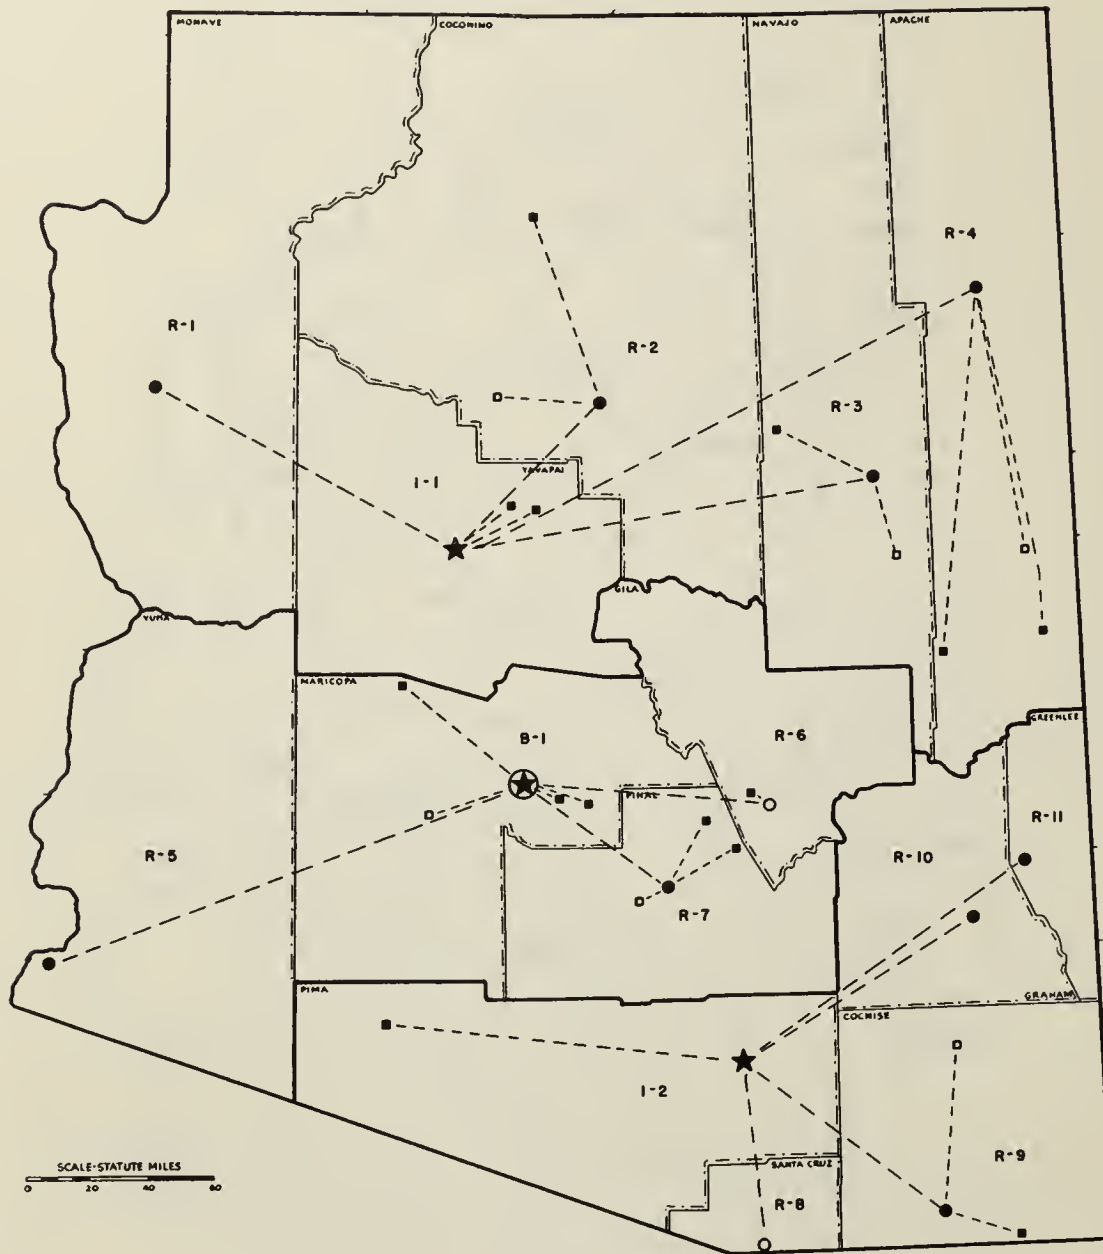 MOHAVE
COCONINO
NAVAJO
APACHE
R-4
R-1
R-2
R-3
I-1
YAVAPAI
GILA
YUMA
MARICOPA
GREENLEE
B-1
R-6
PINAL
R-11
R-5
R-10
R-7
PIMA
GRAHAM
COCHISE
I-2
R-9
SANTA CRUZ
R-8
SCALE-STATUTE MILES
0 20 40 60